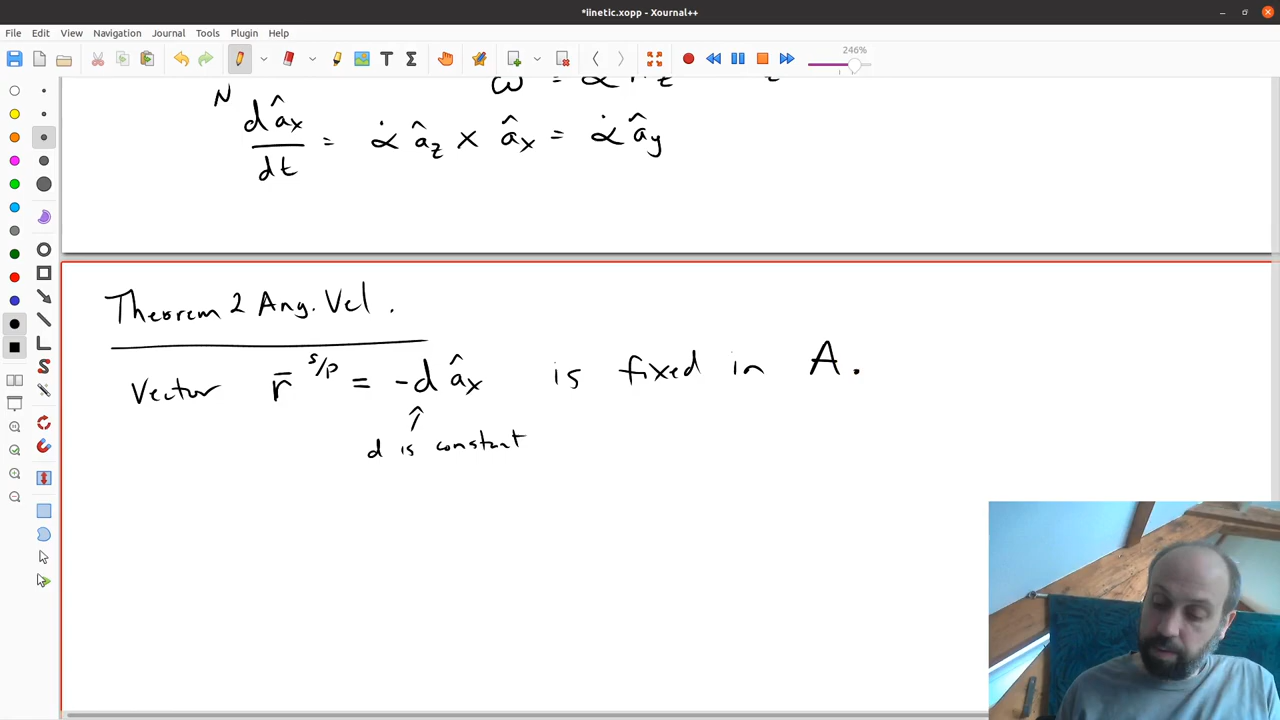 *iinetic.xopp - Xournal++
File Edit View Navigation Journal Tools Plugin Help
246%
ω = α̇ n̂z
N
dâx
dt
= α̇ âz × âx = α̇ ây
Theorem 2 Ang. Vel.
Vector r̄ s/p = -d âx is fixed in A.
d is constant